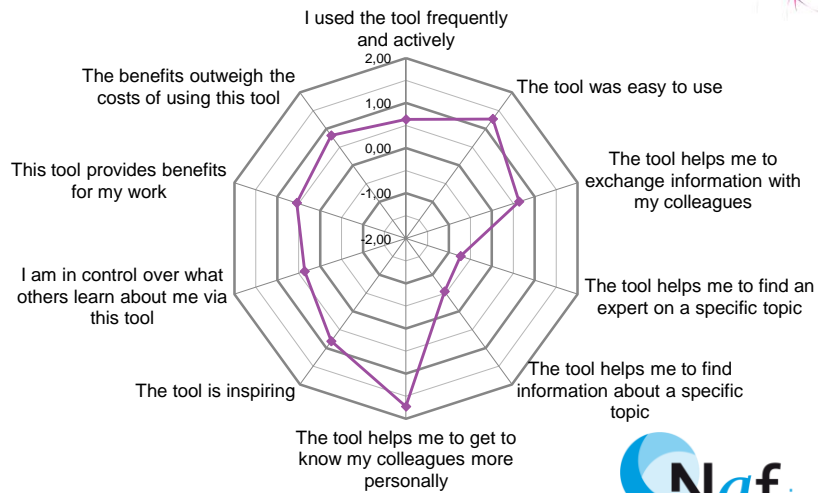 I used the tool frequently
and actively
2,00
The benefits outweigh the
costs of using this tool
The tool was easy to use
1,00
This tool provides benefits
for my work
0,00
The tool helps me to
exchange information with
my colleagues
-1,00
-2,00
I am in control over what
others learn about me via
this tool
The tool helps me to find an
expert on a specific topic
The tool is inspiring
The tool helps me to find
information about a specific
topic
The tool helps me to get to
know my colleagues more
personally